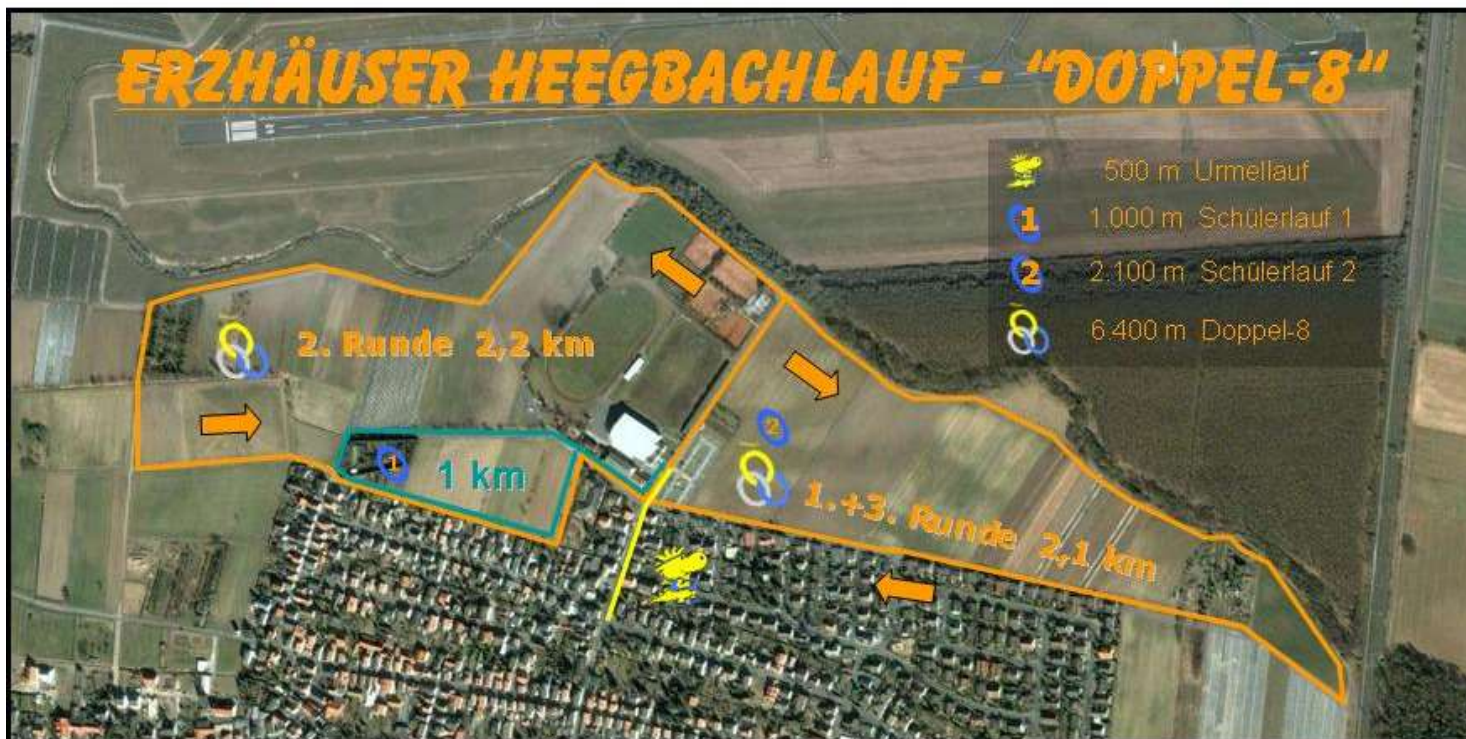 ERZHÄUSER HEEGBACHLAUF - "DOPPEL-8"
500 m Urmellauf
1 1.000 m Schülerlauf 1
2 2.100 m Schülerlauf 2
6.400 m Doppel-8
2. Runde 2,2 km
2
1
1 km
1.+3. Runde 2,1 km